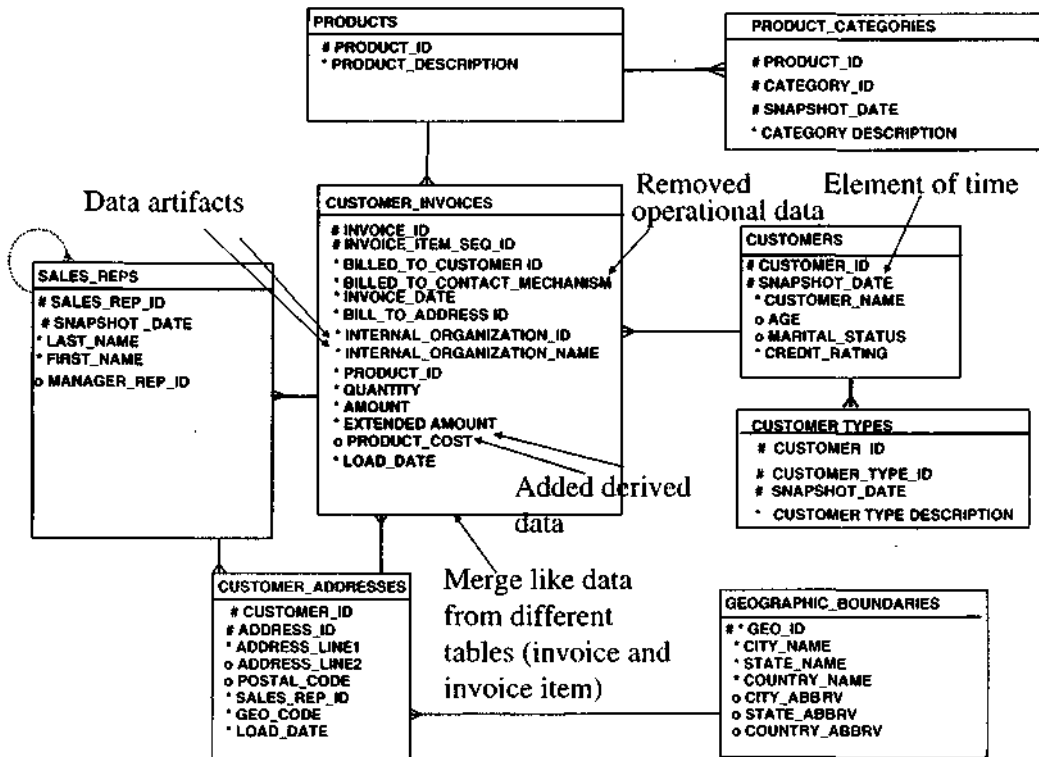 PRODUCTS
# PRODUCT_ID
* PRODUCT_DESCRIPTION
PRODUCT_CATEGORIES
# PRODUCT_ID
# CATEGORY_ID
# SNAPSHOT_DATE
* CATEGORY DESCRIPTION
Data artifacts
CUSTOMER_INVOICES
# INVOICE_ID
# INVOICE_ITEM_SEQ_ID
* BILLED_TO_CUSTOMER ID
* BILLED_TO_CONTACT_MECHANISM
* INVOICE_DATE
* BILL_TO_ADDRESS ID
* INTERNAL_ORGANIZATION_ID
* INTERNAL_ORGANIZATION_NAME
* PRODUCT_ID
* QUANTITY
* AMOUNT
* EXTENDED AMOUNT
o PRODUCT_COST
* LOAD_DATE
Removed
operational data
Element of time
SALES_REPS
# SALES_REP_ID
# SNAPSHOT _DATE
* LAST_NAME
* FIRST_NAME
o MANAGER_REP_ID
CUSTOMERS
# CUSTOMER_ID
# SNAPSHOT_DATE
* CUSTOMER_NAME
o AGE
o MARITAL_STATUS
* CREDIT_RATING
CUSTOMER TYPES
# CUSTOMER ID
# CUSTOMER_TYPE_ID
# SNAPSHOT_DATE
* CUSTOMER TYPE DESCRIPTION
Added derived
data
CUSTOMER_ADDRESSES
# CUSTOMER_ID
# ADDRESS_ID
* ADDRESS_LINE1
o ADDRESS_LINE2
o POSTAL_CODE
* SALES_REP_ID
* GEO_CODE
* LOAD_DATE
Merge like data
from different
tables (invoice and
invoice item)
GEOGRAPHIC_BOUNDARIES
# * GEO_ID
* CITY_NAME
* STATE_NAME
* COUNTRY_NAME
o CITY_ABBRV
o STATE_ABBRV
o COUNTRY_ABBRV